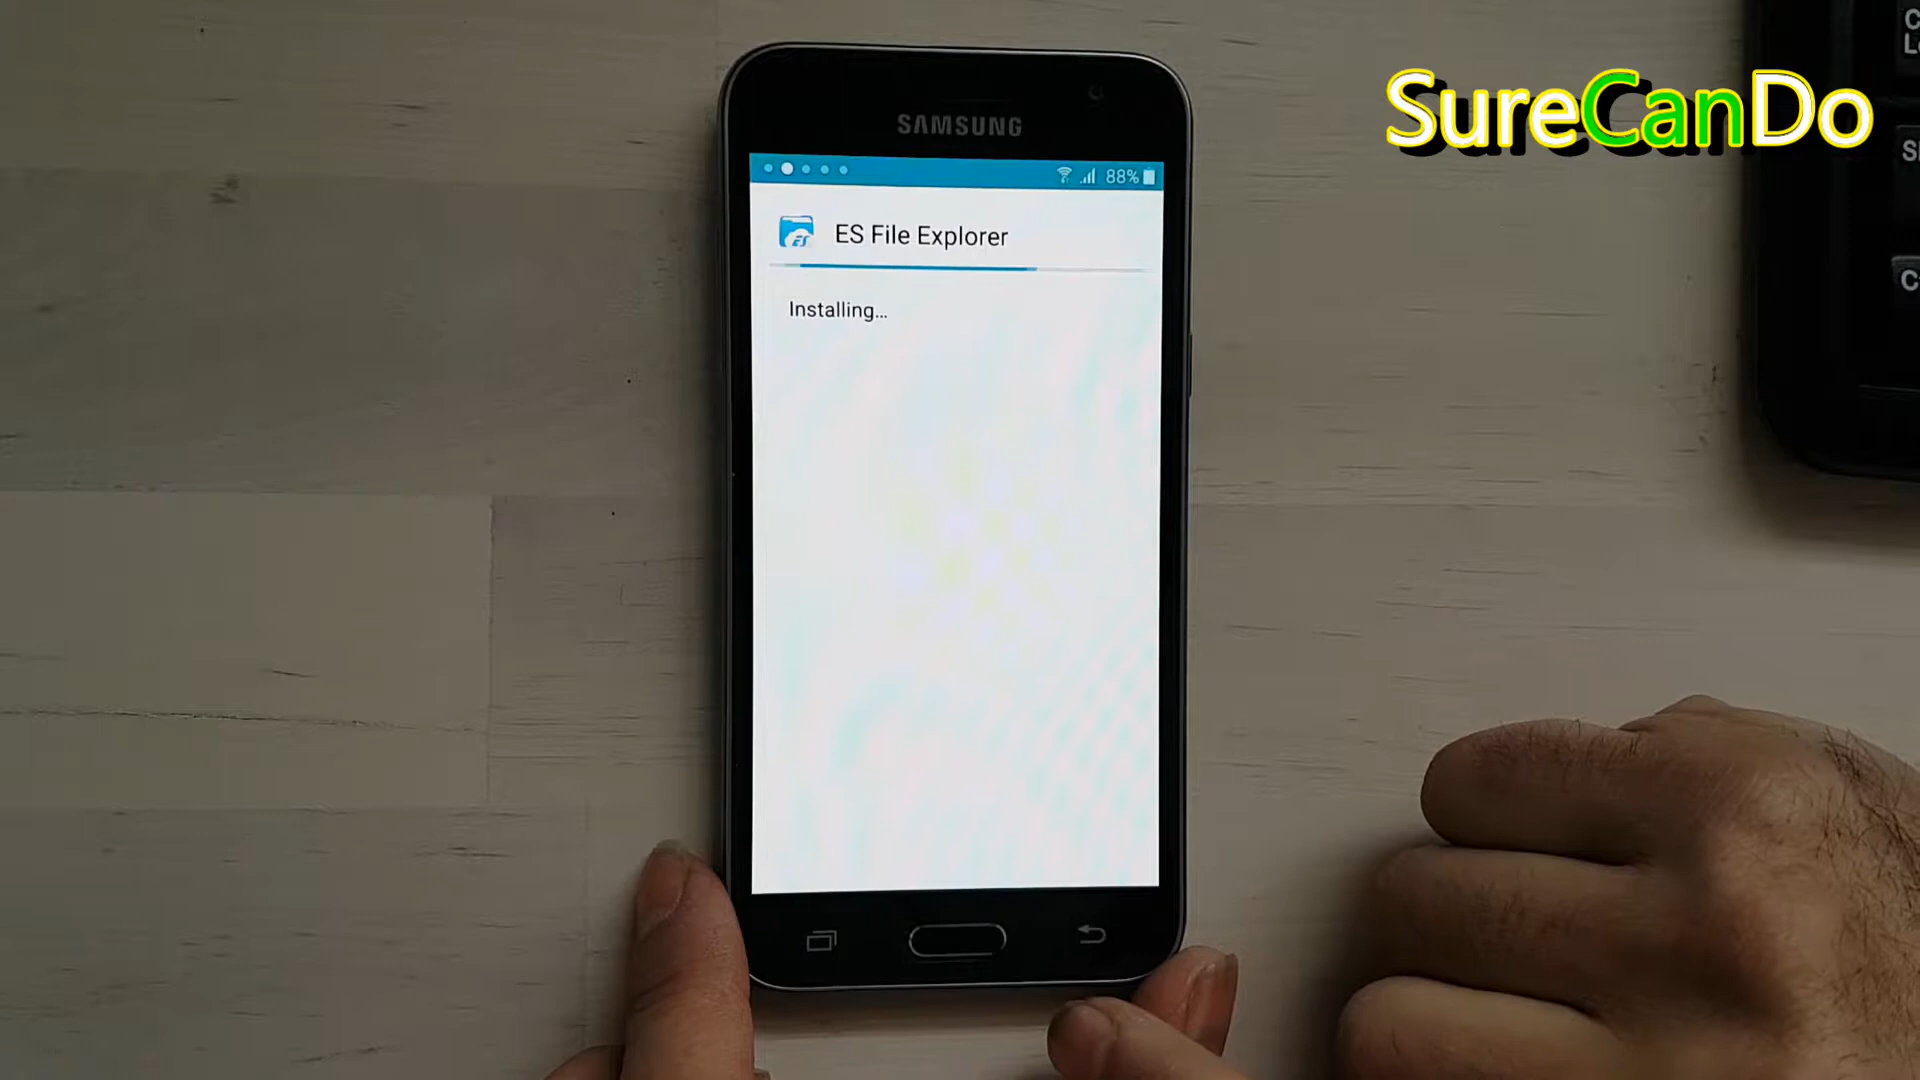 SureCanDo
SAMSUNG
88%
ES File Explorer
Installing...